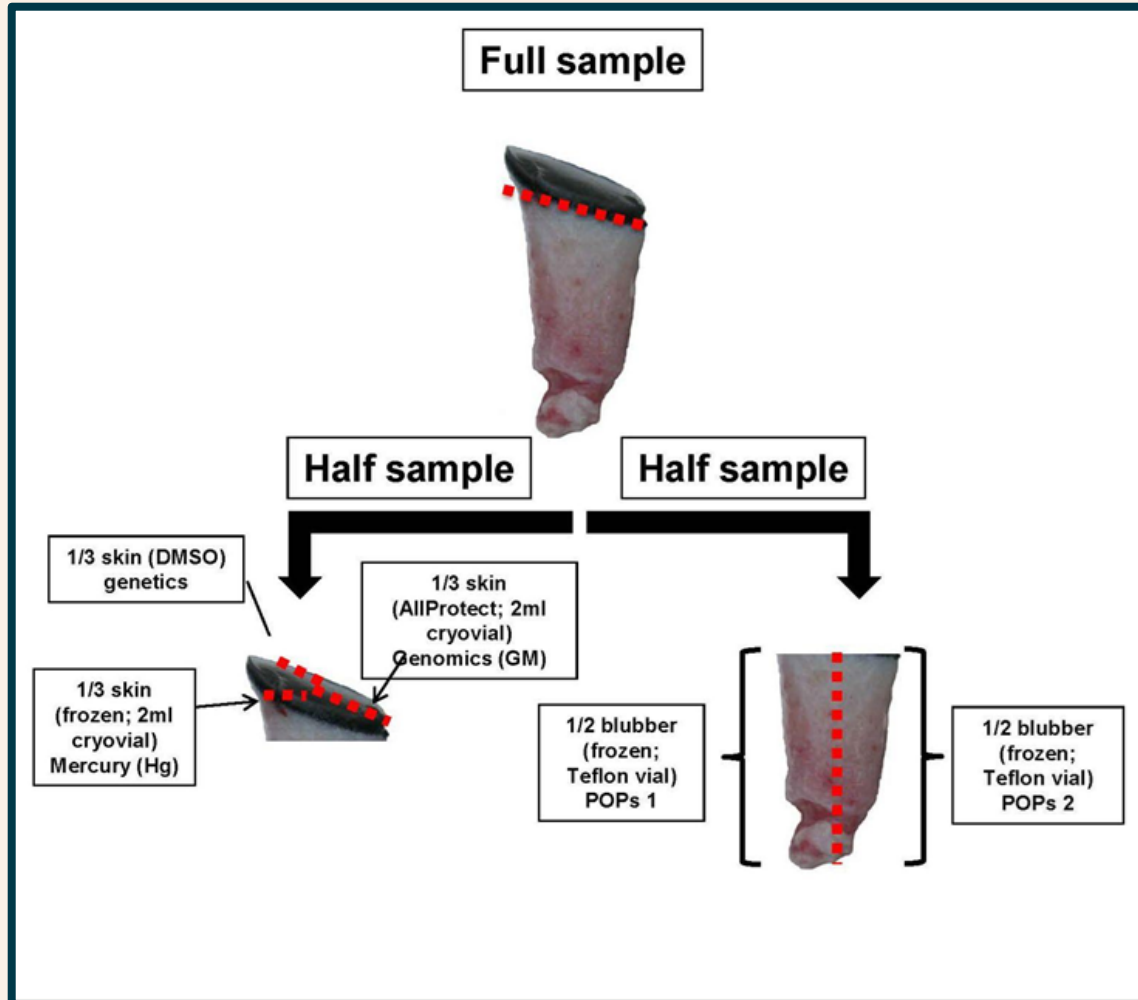 Full sample
Half sample
Half sample
1/3 skin (DMSO)
genetics
1/3 skin
(AllProtect; 2ml
cryovial)
Genomics (GM)
1/3 skin
(frozen; 2ml
cryovial)
Mercury (Hg)
1/2 blubber
(frozen;
Teflon vial)
POPs 1
1/2 blubber
(frozen;
Teflon vial)
POPs 2